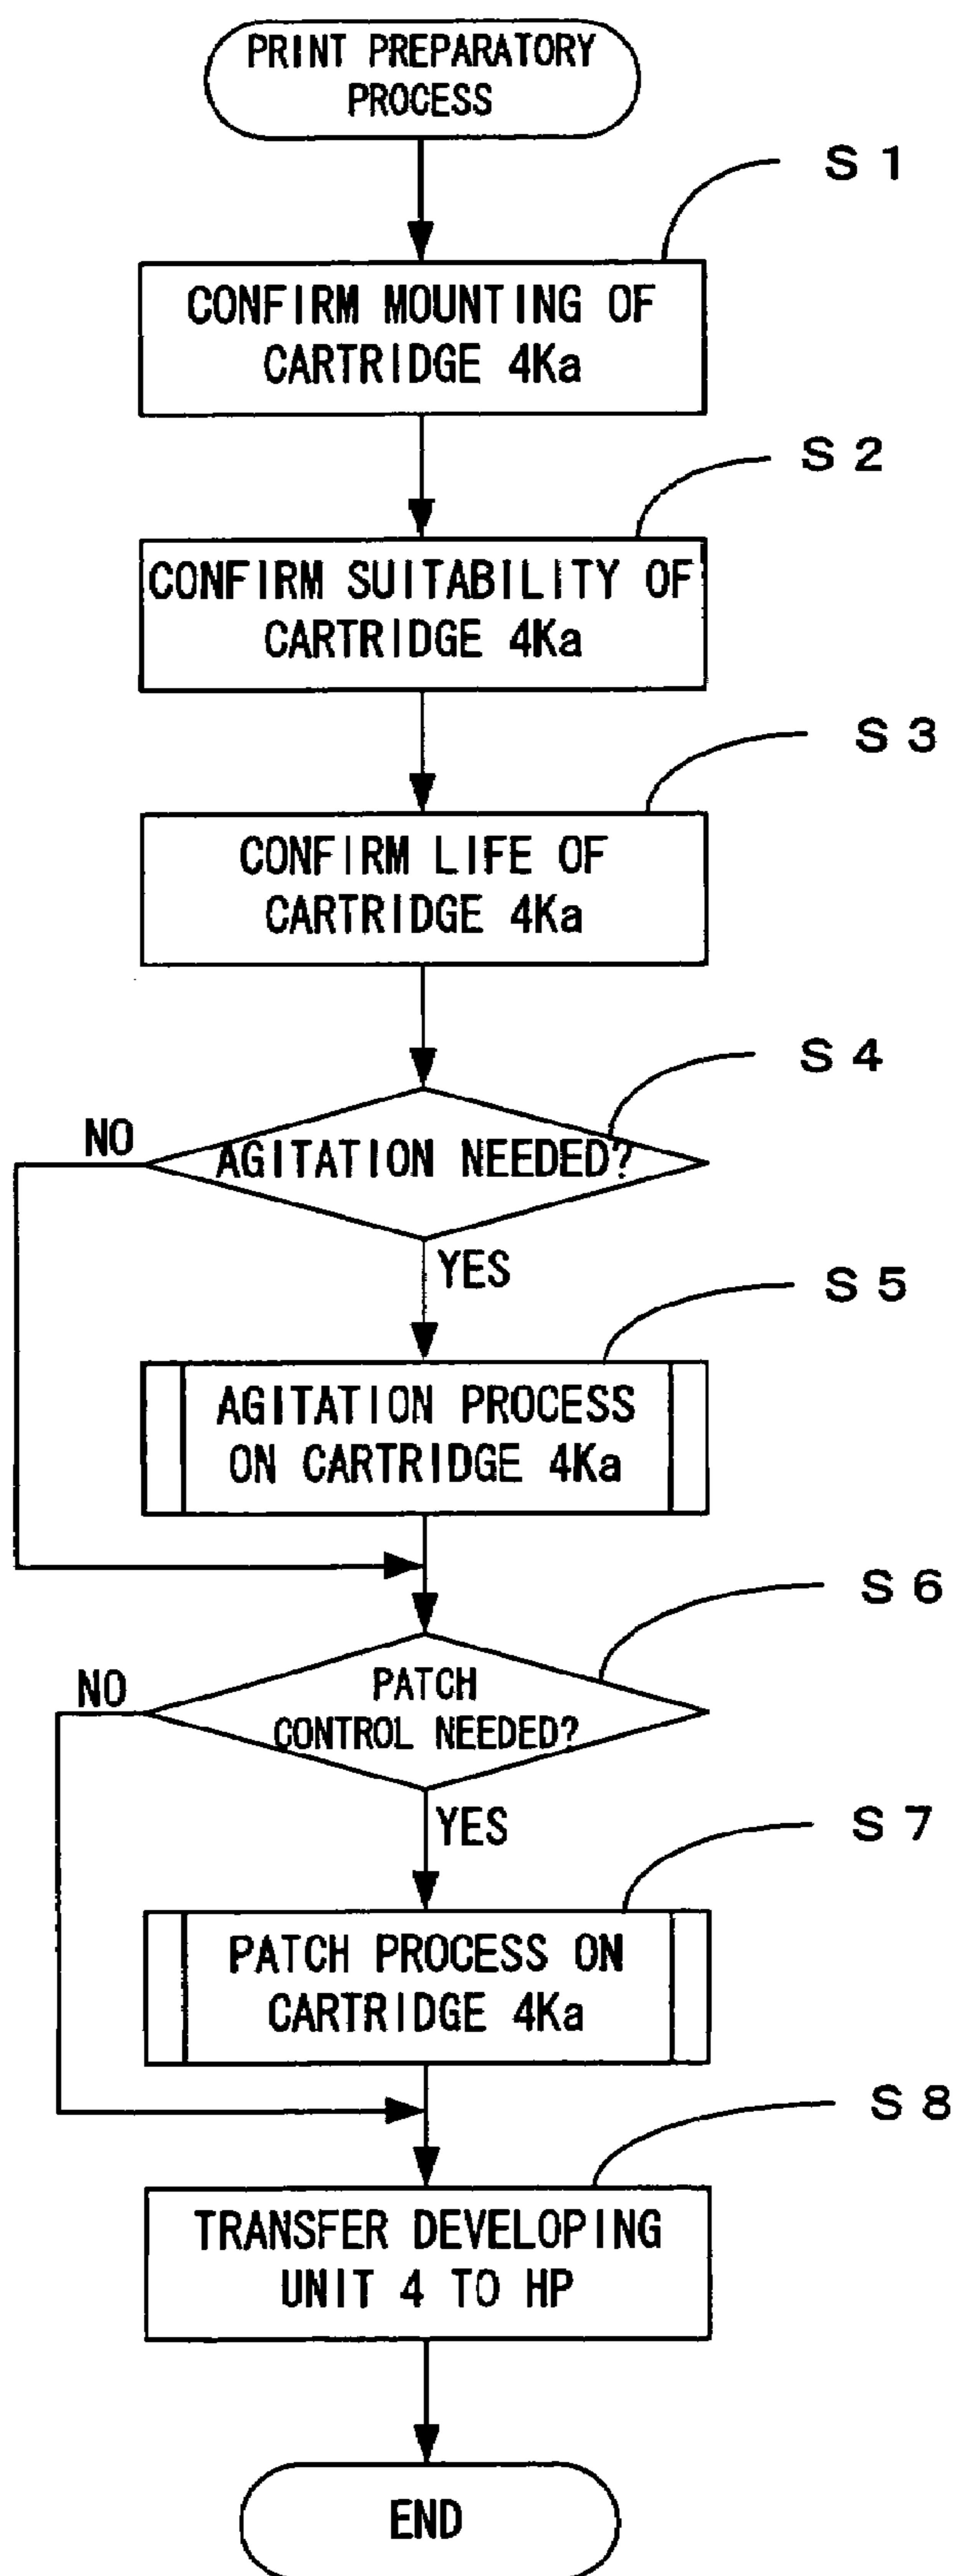 PRINT PREPARATORY
PROCESS
S 1
CONFIRM MOUNTING OF
CARTRIDGE 4Ka
S 2
CONFIRM SUITABILITY OF
CARTRIDGE 4Ka
S 3
CONFIRM LIFE OF
CARTRIDGE 4Ka
S 4
NO
AGITATION NEEDED?
YES
S 5
AGITATION PROCESS
ON CARTRIDGE 4Ka
S 6
NO
PATCH
CONTROL NEEDED?
YES
S 7
PATCH PROCESS ON
CARTRIDGE 4Ka
S 8
TRANSFER DEVELOPING
UNIT 4 TO HP
END